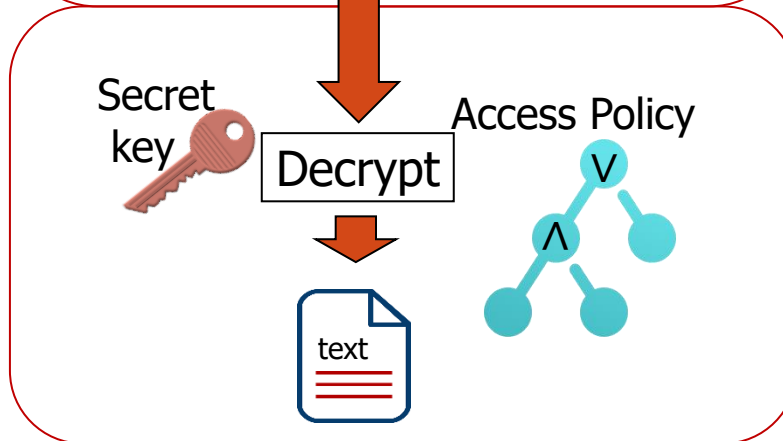 Secret
key
Decrypt
Access Policy
V
Λ
text